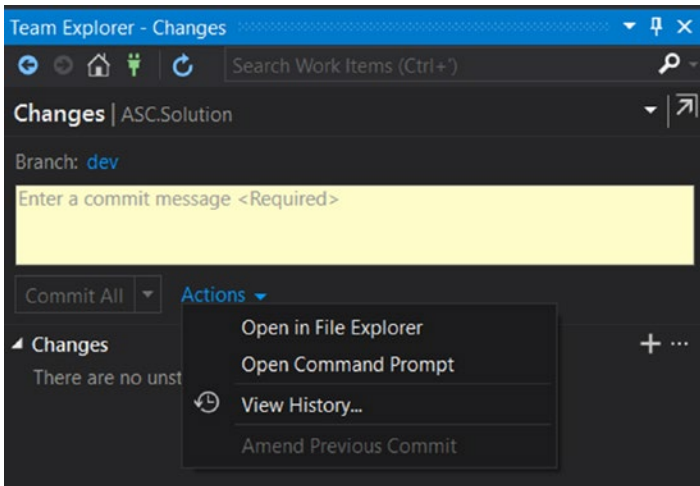 Team Explorer - Changes
Search Work Items (Ctrl+')
Changes | ASC.Solution
Branch: dev
Enter a commit message <Required>
Commit All Actions
Open in File Explorer
Changes
Open Command Prompt
There are no unst
View History...
Amend Previous Commit